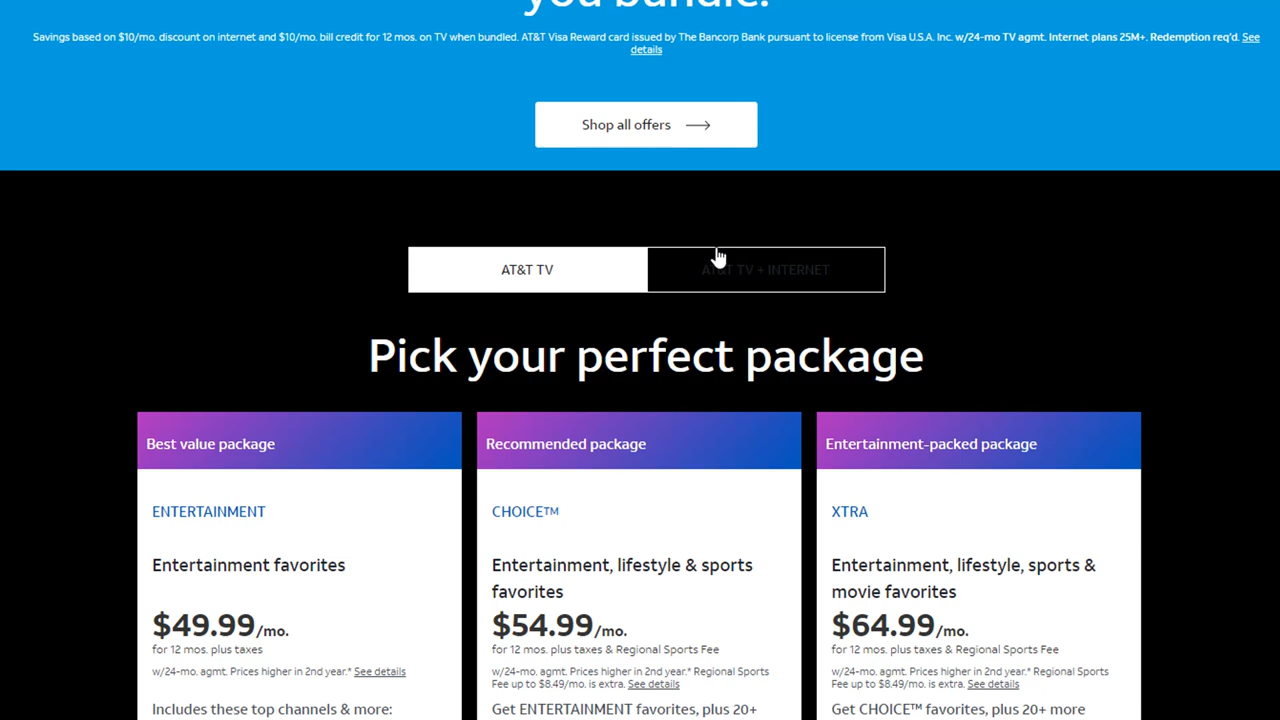 you bundle.
Savings based on $10/mo. discount on internet and $10/mo. bill credit for 12 mos. on TV when bundled. AT&T Visa Reward card issued by The Bancorp Bank pursuant to license from Visa U.S.A. Inc. w/24-mo TV agmt. Internet plans 25M+. Redemption req'd. See
details
Shop all offers
AT&T TV
AT&T TV + INTERNET
Pick your perfect package
Best value package
ENTERTAINMENT
Entertainment favorites
$49.99/mo.
for 12 mos. plus taxes
w/24-mo. agmt. Prices higher in 2nd year.* See details
Includes these top channels & more:
Recommended package
CHOICE™
Entertainment, lifestyle & sports
favorites
$54.99/mo.
for 12 mos. plus taxes & Regional Sports Fee
w/24-mo. agmt. Prices higher in 2nd year.* Regional Sports
Fee up to $8.49/mo. is extra. See details
Get ENTERTAINMENT favorites, plus 20+
Entertainment-packed package
XTRA
Entertainment, lifestyle, sports &
movie favorites
$64.99/mo.
for 12 mos. plus taxes & Regional Sports Fee
w/24-mo. agmt. Prices higher in 2nd year.* Regional Sports
Fee up to $8.49/mo. is extra. See details
Get CHOICE™ favorites, plus 20+ more